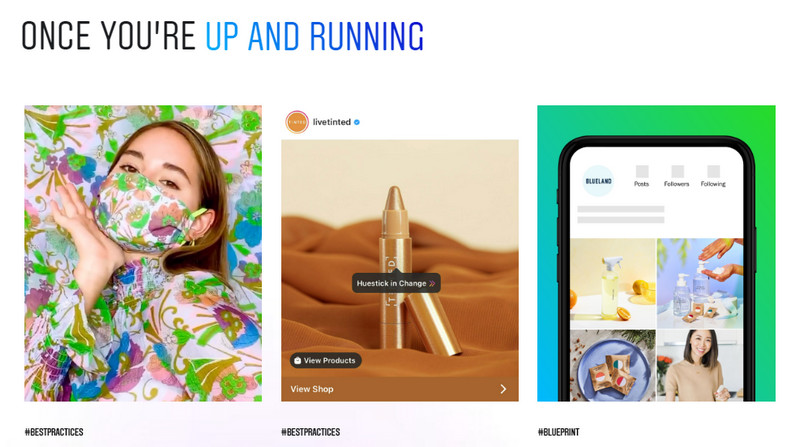 ONCE YOU'RE UP AND RUNNING
livetinted
Huestick in Change
View Products
View Shop
BLUELAND
Posts Followers Following
#BESTPRACTICES
#BESTPRACTICES
#BLUEPRINT